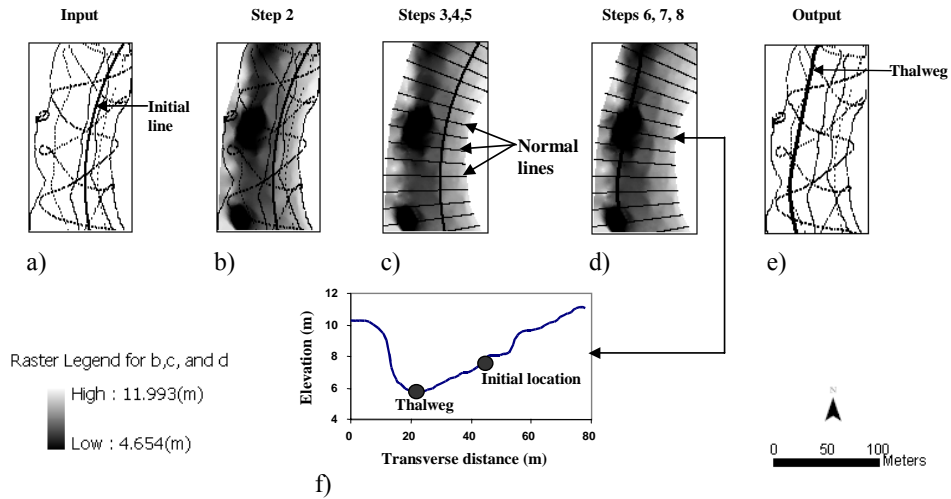 Input
Step 2
Steps 3,4,5
Steps 6, 7, 8
Output
Initial
line
Normal
lines
Thalweg
a)
b)
c)
d)
e)
Raster Legend for b,c, and d
High : 11.993(m)
Low : 4.654(m)
Elevation (m)
12
10
8
6
4
Thalweg
Initial location
0
20
40
60
80
Transverse distance (m)
f)
N
0
50
100
Meters